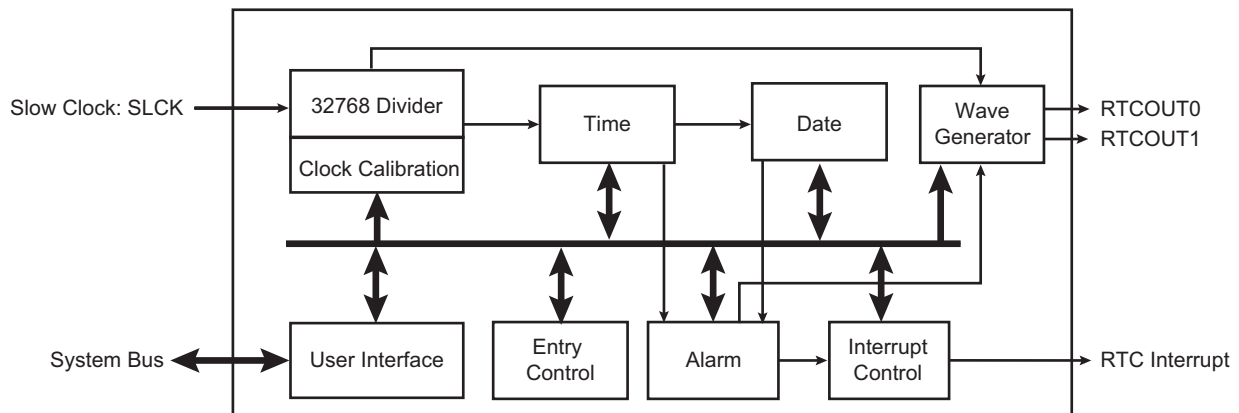 Slow Clock: SLCK
32768 Divider
Clock Calibration
Time
Date
Wave
Generator
RTCOUT0
RTCOUT1
System Bus
User Interface
Entry
Control
Alarm
Interrupt
Control
RTC Interrupt